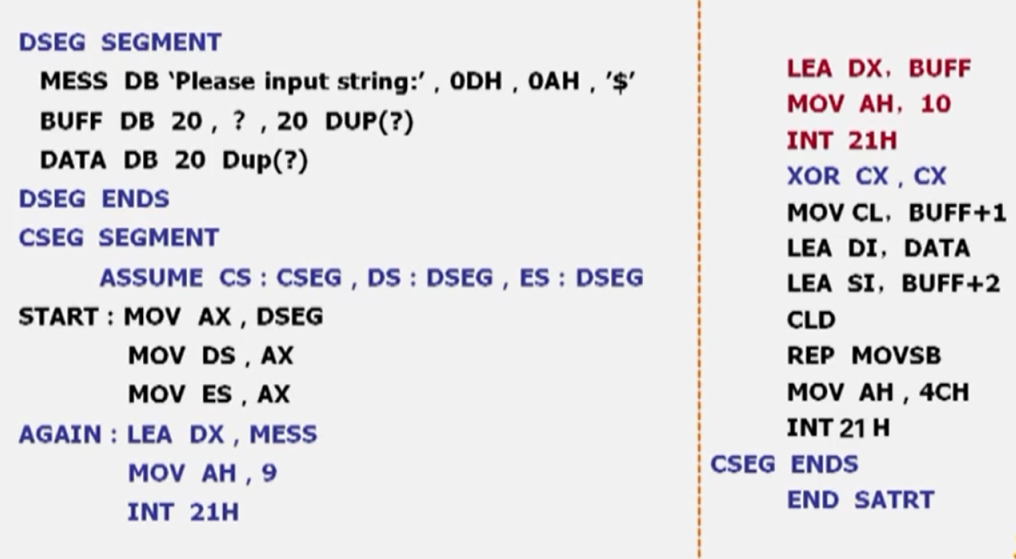 DSEG SEGMENT
MESS DB ‘Please input string:’ , 0DH , 0AH , ’$’
BUFF DB 20 , ? ,20 DUP(?)
DATA DB 20 Dup(?)
DSEG ENDS
CSEG SEGMENT
ASSUME CS : CSEG , DS : DSEG , ES : DSEG
START : MOV AX , DSEG
MOV DS , AX
MOV ES , AX
AGAIN : LEA DX , MESS
MOV AH , 9
INT 21H
LEA DX, BUFF
MOV AH, 10
INT 21H
XOR CX , CX
MOV CL, BUFF+1
LEA DI, DATA
LEA SI, BUFF+2
CLD
REP MOVSB
MOV AH , 4CH
INT 21 H
CSEG ENDS
END SATRT